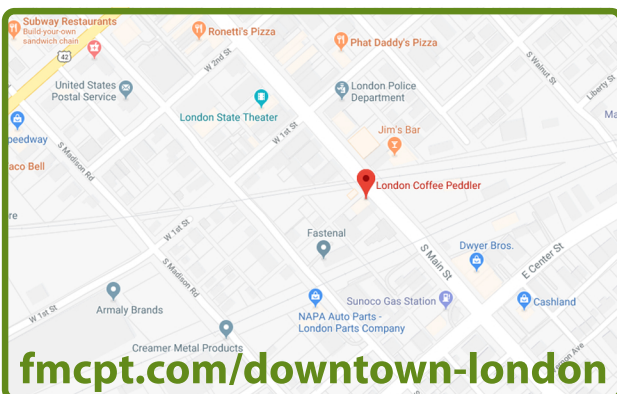 Subway Restaurants
Build-your-own
sandwich chain
Ronetti's Pizza
Phat Daddy's Pizza
42
W 2nd St
S Walnut St
United States
Postal Service
London Police
Department
Liberty St
London State Theater
W 1st St
Ma
peedway
Jim's Bar
S Madison Rd
aco Bell
London Coffee Peddler
re
W 1st St
Fastenal
S Main St
Dwyer Bros.
E Center St
S Madison Rd
Armaly Brands
Sunoco Gas Station
Cashland
W 1st St
NAPA Auto Parts -
London Parts Company
Creamer Metal Products
fmcpt.com/downtown-london